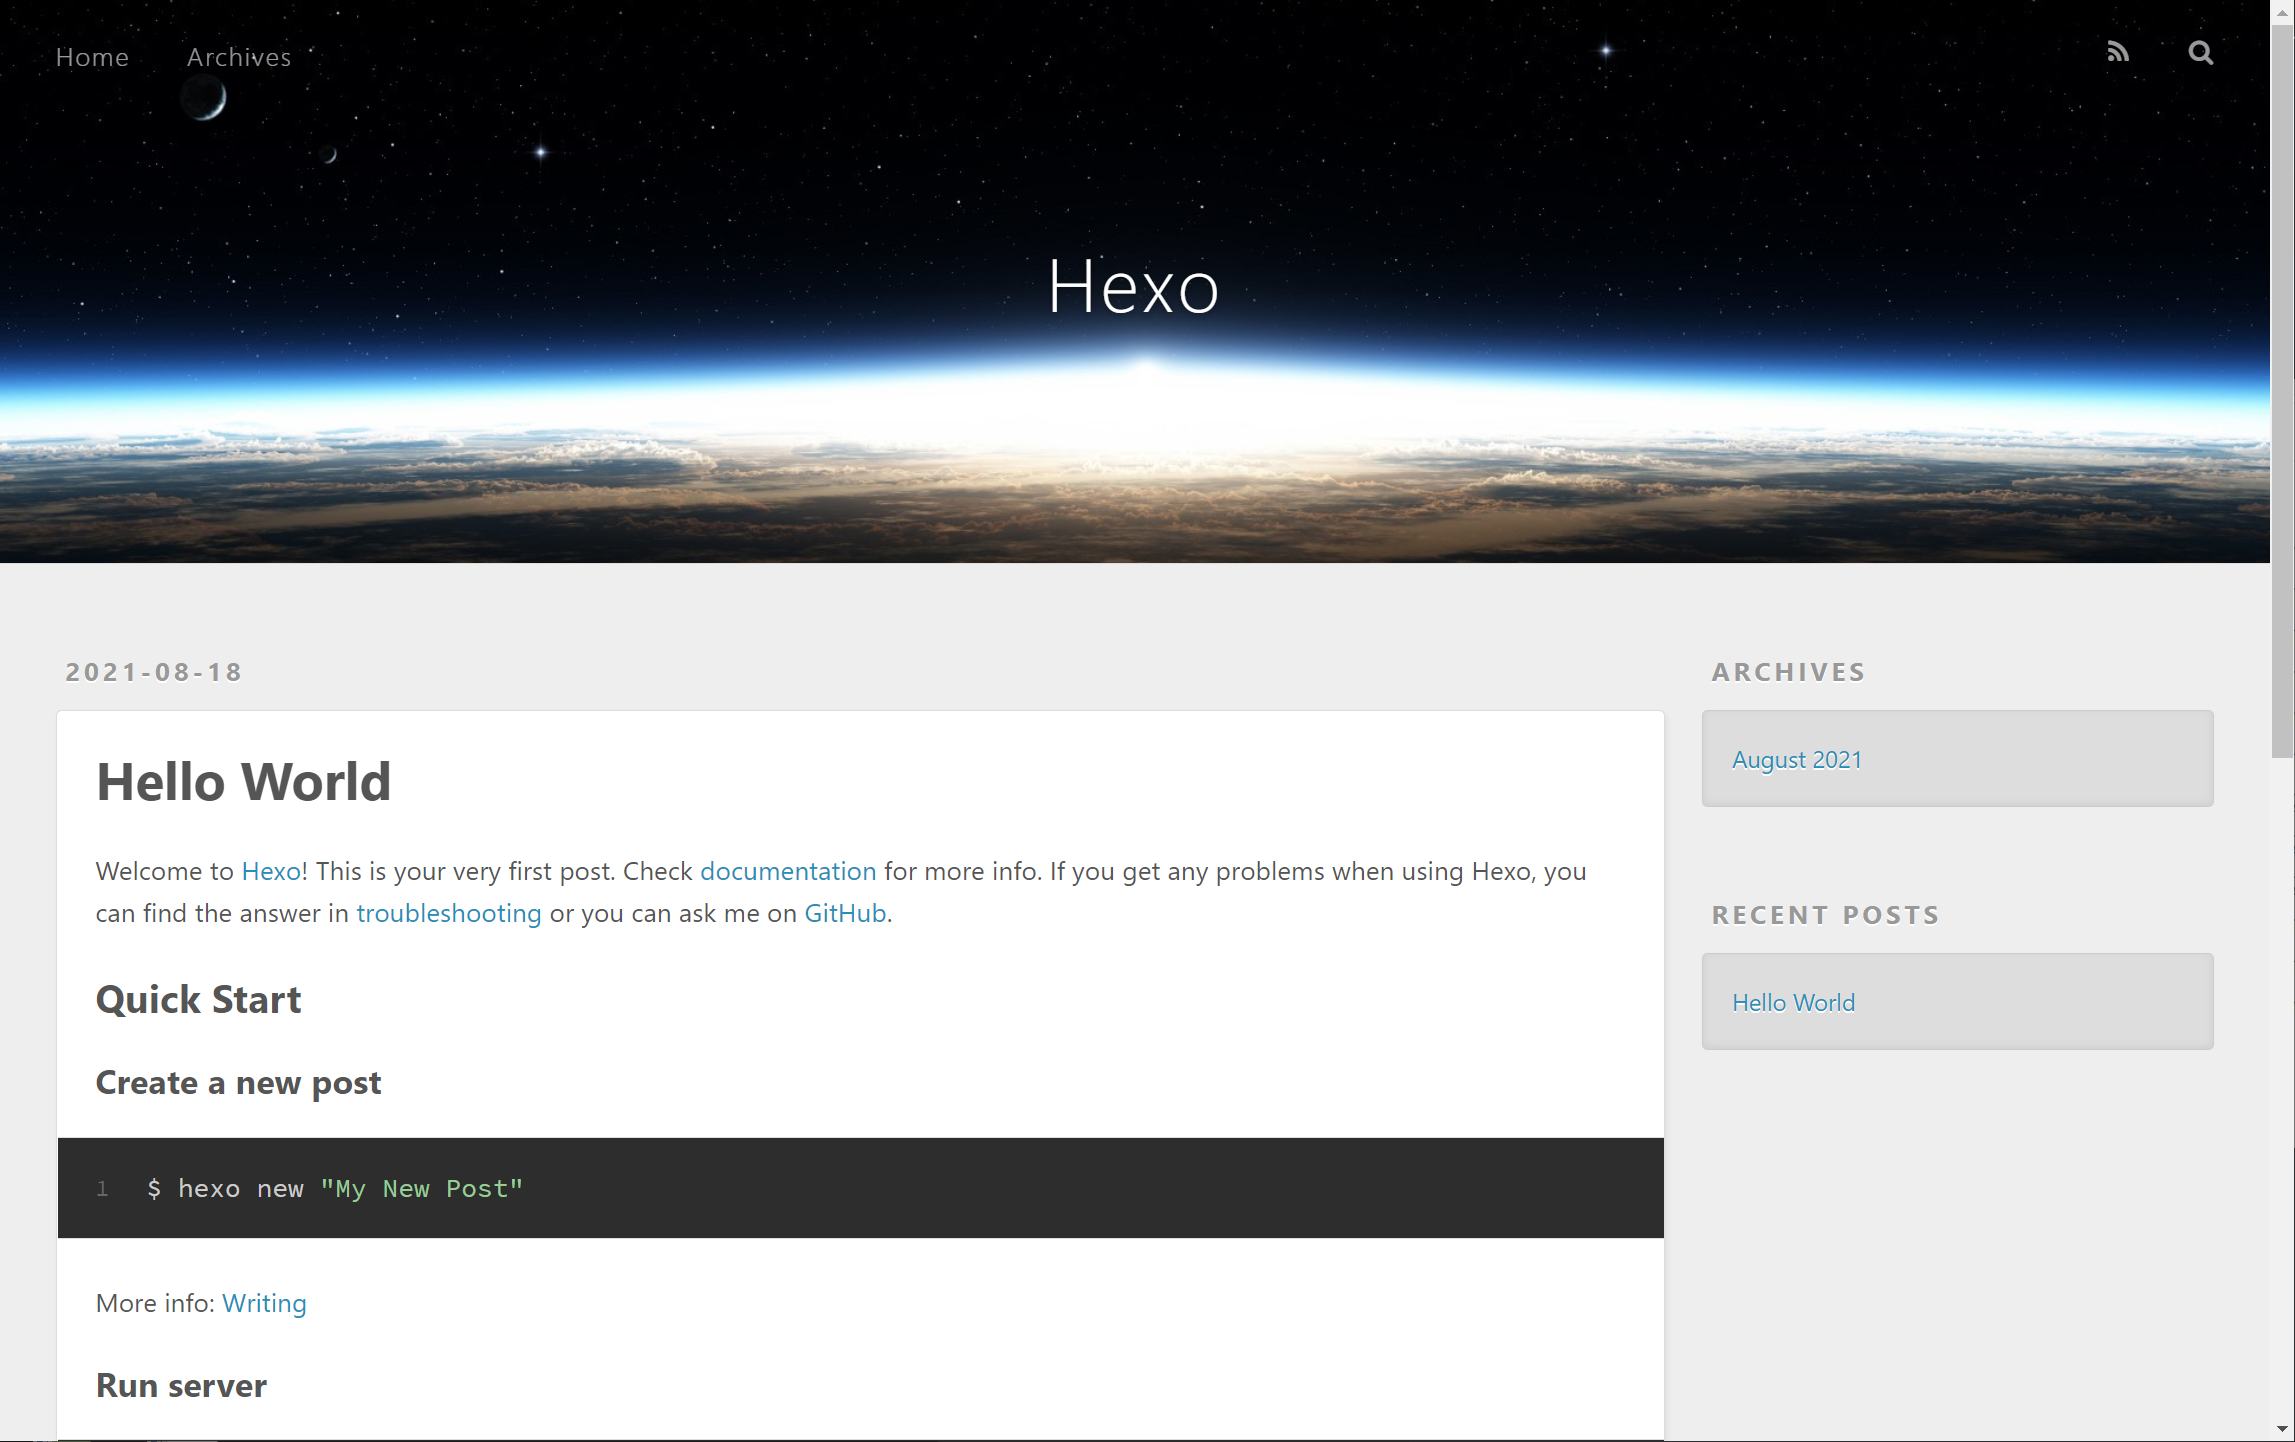 Home
Archives
Hexo
2021-08-18
Hello World
Welcome to Hexo! This is your very first post. Check documentation for more info. If you get any problems when using Hexo, you
can find the answer in troubleshooting or you can ask me on GitHub.
Quick Start
Create a new post
1 $ hexo new "My New Post"
More info: Writing
Run server
ARCHIVES
August 2021
RECENT POSTS
Hello World